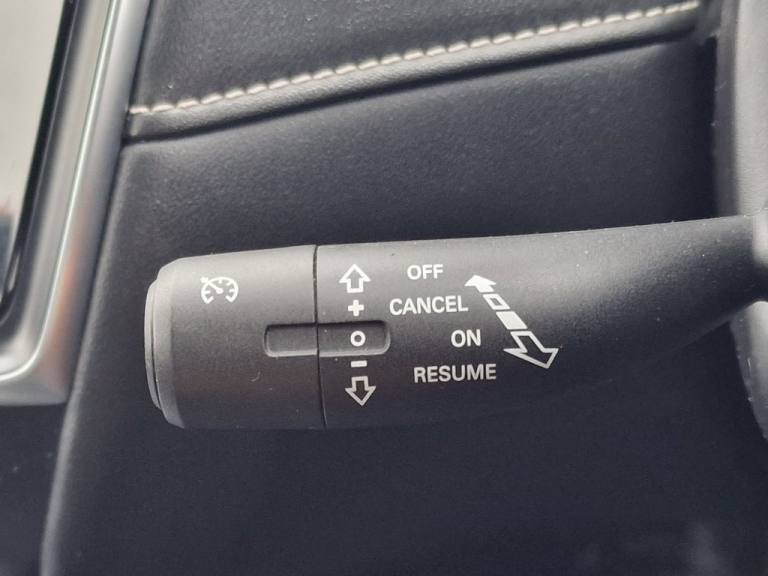 OFF
+ CANCEL
O ON
- RESUME